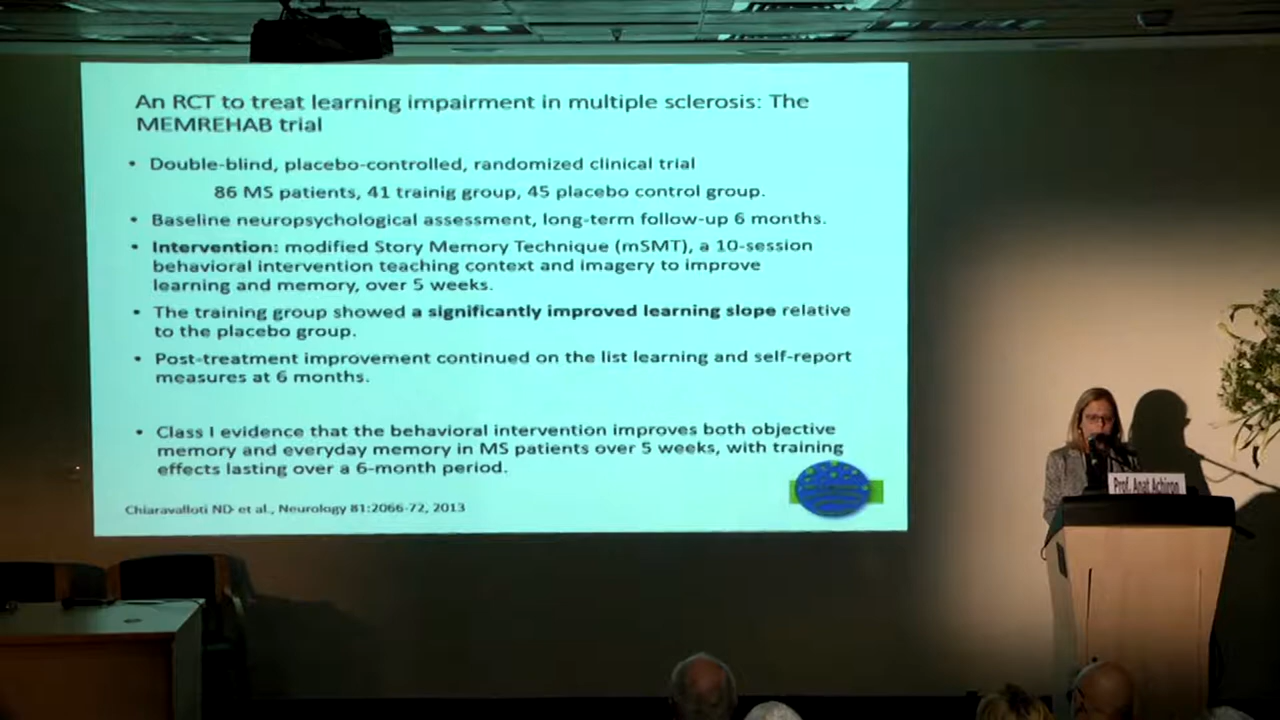 An RCT to treat learning impairment in multiple sclerosis: The
MEMREHAB trial
• Double-blind, placebo-controlled, randomized clinical trial
86 MS patients, 41 trainig group, 45 placebo control group.
• Baseline neuropsychological assessment, long-term follow-up 6 months.
• Intervention: modified Story Memory Technique (mSMT), a 10-session
behavioral intervention teaching context and imagery to improve
learning and memory, over 5 weeks.
• The training group showed a significantly improved learning slope relative
to the placebo group.
• Post-treatment improvement continued on the list learning and self-report
measures at 6 months.
• Class I evidence that the behavioral intervention improves both objective
memory and everyday memory in MS patients over 5 weeks, with training
effects lasting over a 6-month period.
Chiaravalloti ND et al., Neurology 81:2066-72, 2013
Prof. Anat Achiron